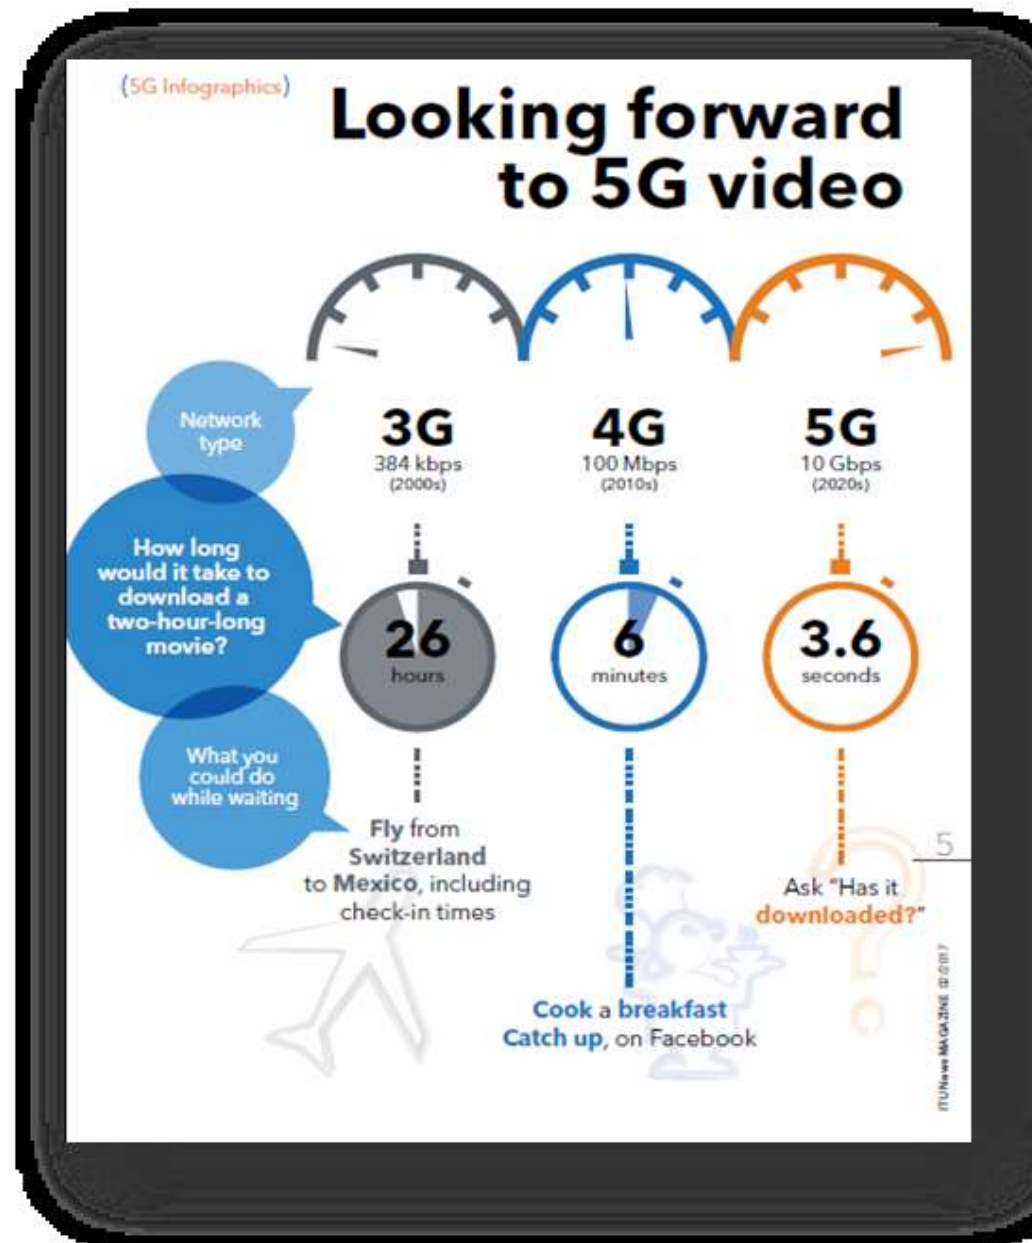 (5G Infographics)
Looking forward
to 5G video
Network
type
3G
384 kbps
(2000s)
4G
100 Mbps
(2010s)
5G
10 Gbps
(2020s)
How long
would it take to
download a
two-hour-long
movie?
26
hours
6
minutes
3.6
seconds
What you
could do
while waiting
Fly from
Switzerland
to Mexico, including
check-in times
Cook a breakfast
Catch up, on Facebook
Ask "Has it
downloaded?"
5
ITUNews MAGAZINE 02/2017